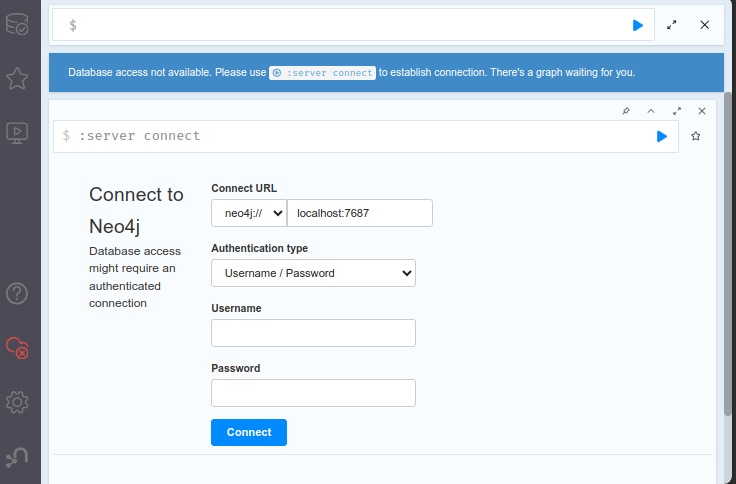 $
Database access not available. Please use :server connect to establish connection. There's a graph waiting for you.
$ :server connect
Connect to
Neo4j
Database access
might require an
authenticated
connection
Connect URL
neo4j:// localhost:7687
Authentication type
Username / Password
Username
Password
Connect